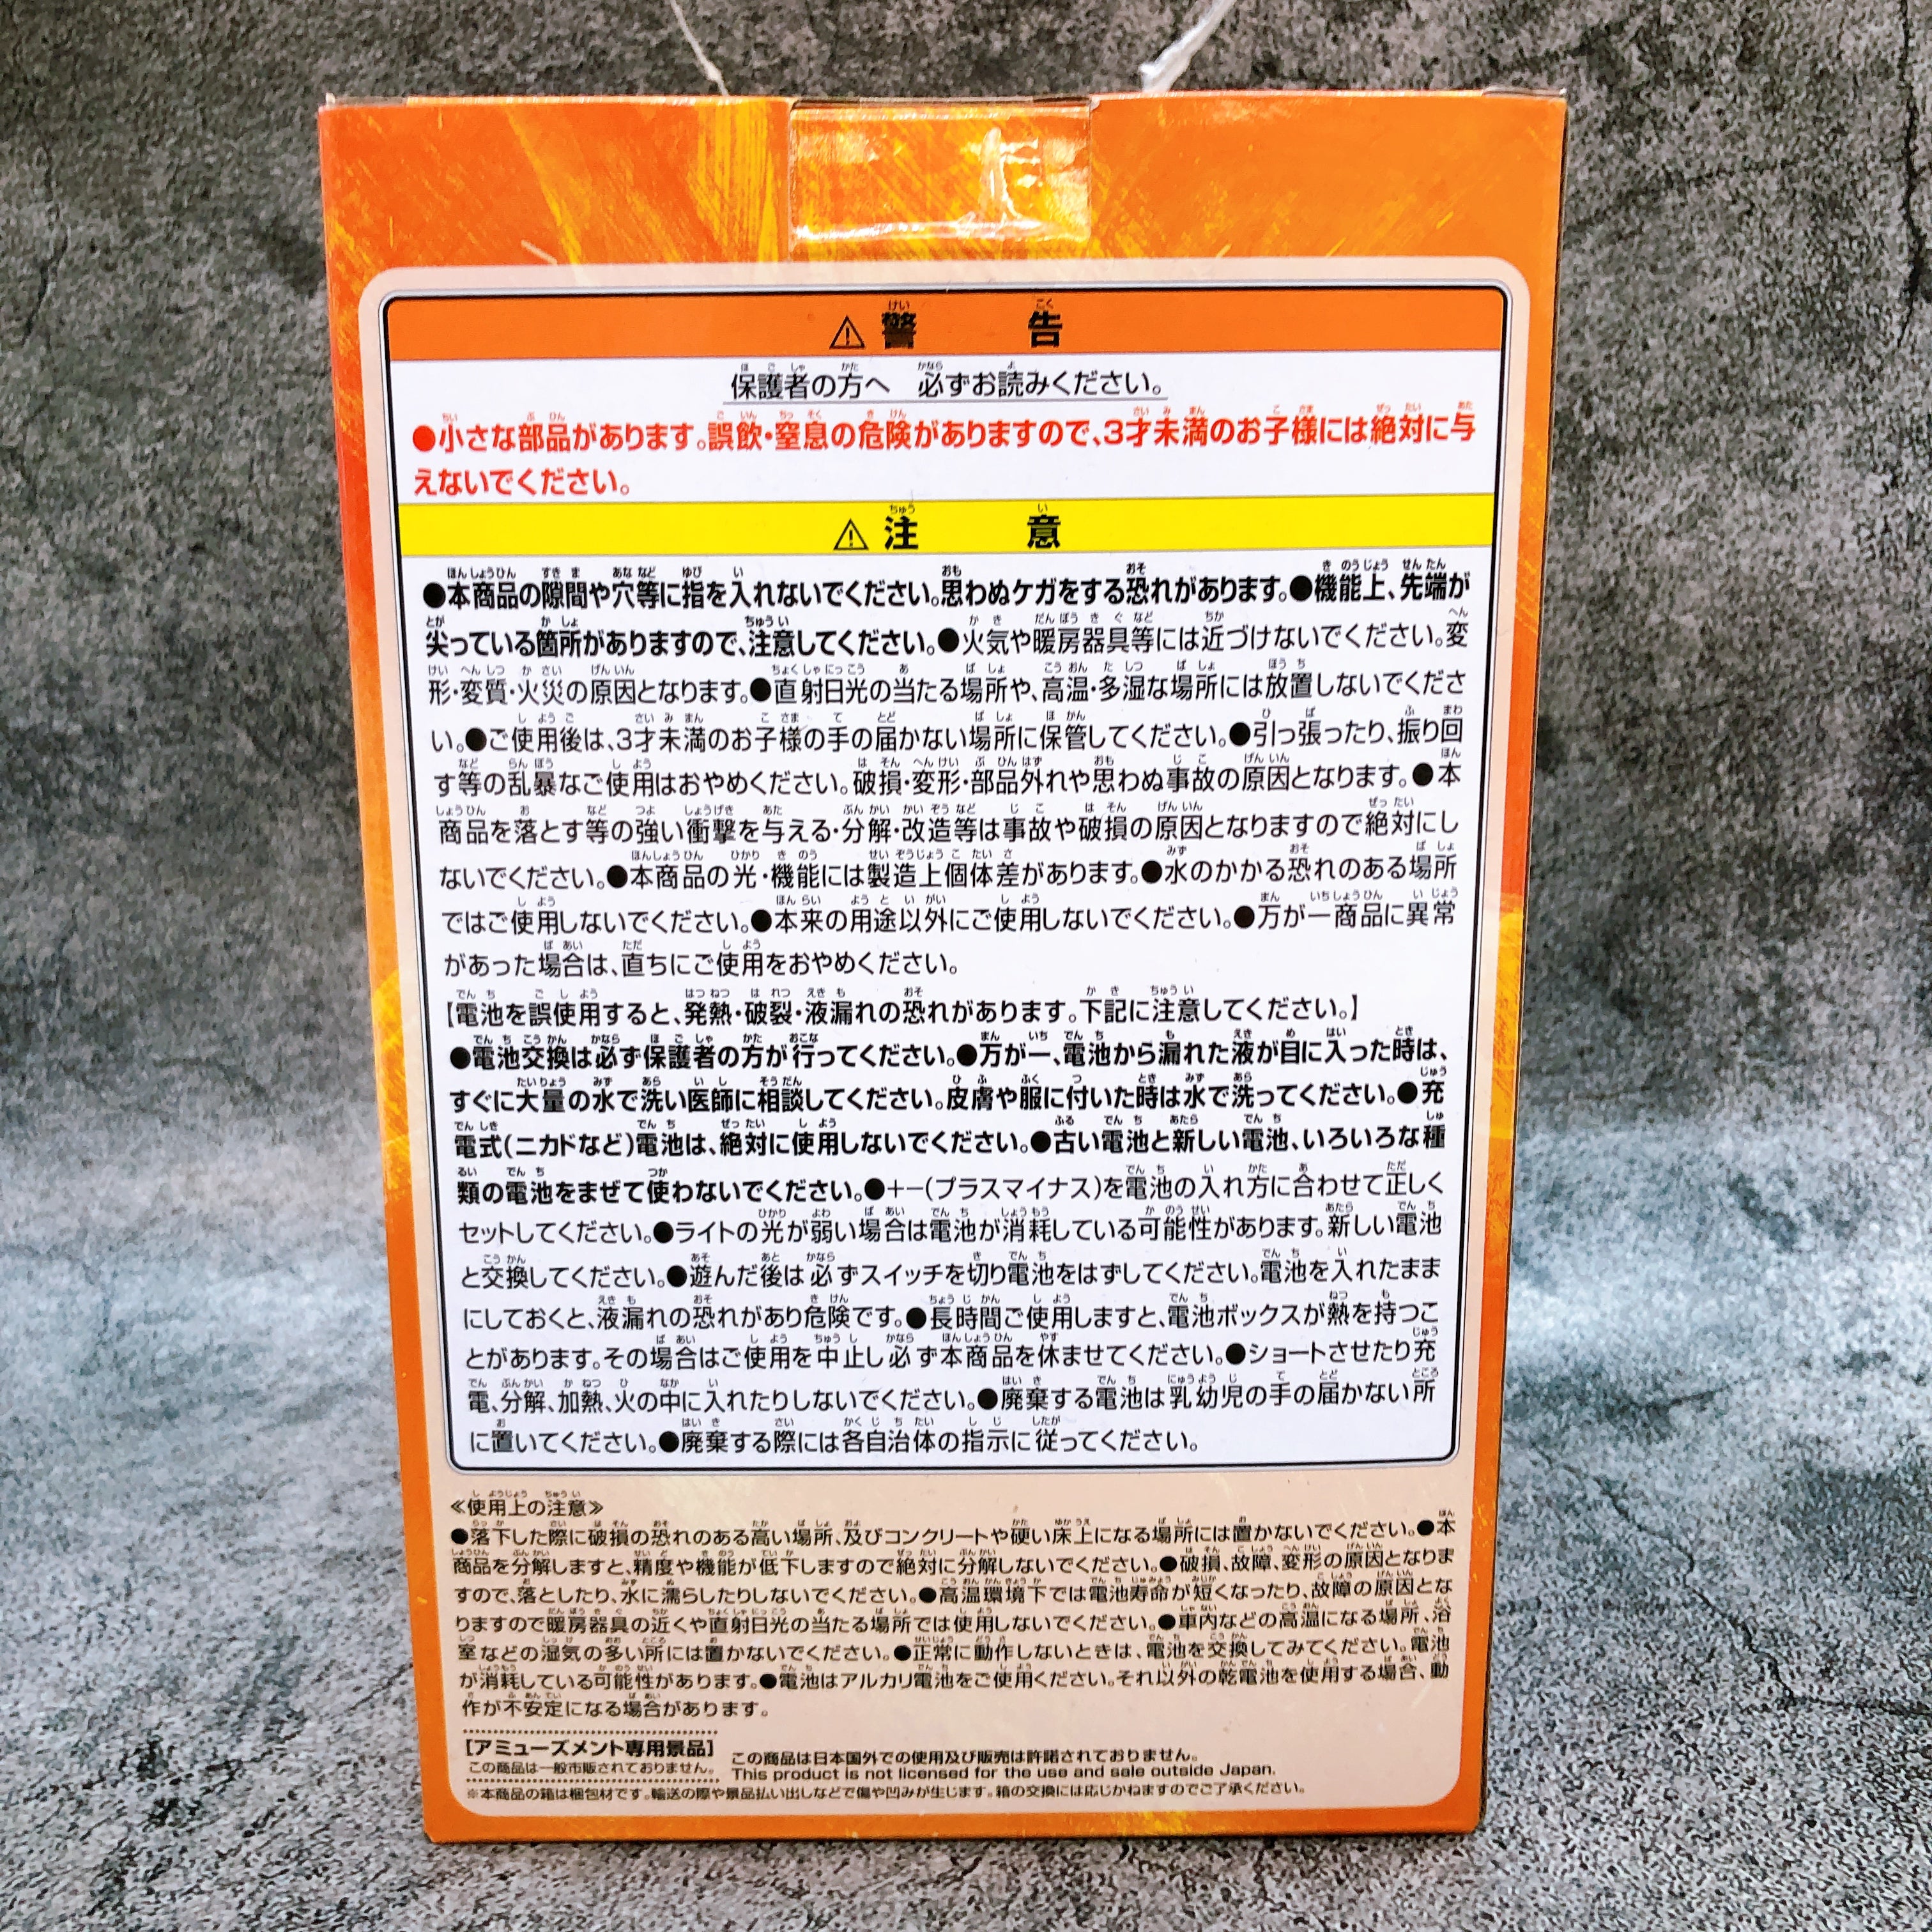 ⚠警告
保護者の方へ 必ずお読みください。
●小さな部品があります。誤飲・窒息の危険がありますので、3才未満のお子様には絶対に与
えないでください。
⚠注意
●本商品の隙間や穴等に指を入れないでください。思わぬケガをする恐れがあります。●機能上、先端が
尖っている箇所がありますので、注意してください。●火気や暖房器具等には近づけないでください。変
形・変質・火災の原因となります。●直射日光の当たる場所や、高温・多湿な場所には放置しないでくださ
い。●ご使用後は、3才未満のお子様の手の届かない場所に保管してください。●引っ張ったり、振り回
す等の乱暴なご使用はおやめください。破損・変形・部品外れや思わぬ事故の原因となります。●本
商品を落とす等の強い衝撃を与える・分解・改造等は事故や破損の原因となりますので絶対にし
ないでください。●本商品の光・機能には製造上個体差があります。●水のかかる恐れのある場所
ではご使用しないでください。●本来の用途以外にご使用しないでください。●万が一商品に異常
があった場合は、直ちにご使用をおやめください。
【電池を誤使用すると、発熱・破裂・液漏れの恐れがあります。下記に注意してください。】
●電池交換は必ず保護者の方が行ってください。●万が一、電池から漏れた液が目に入った時は、
すぐに大量の水で洗い医師に相談してください。皮膚や服に付いた時は水で洗ってください。●充
電式(ニカドなど)電池は、絶対に使用しないでください。●古い電池と新しい電池、いろいろな種
類の電池をまぜて使わないでください。●+-(プラスマイナス)を電池の入れ方に合わせて正しく
セットしてください。●ライトの光が弱い場合は電池が消耗している可能性があります。新しい電池
と交換してください。●遊んだ後は必ずスイッチを切り電池をはずしてください。電池を入れたまま
にしておくと、液漏れの恐れがあり危険です。●長時間ご使用しますと、電池ボックスが熱を持つこ
とがあります。その場合はご使用を中止し必ず本商品を休ませてください。●ショートさせたり充
電、分解、加熱、火の中に入れたりしないでください。●廃棄する電池は乳幼児の手の届かない所
に置いてください。●廃棄する際には各自治体の指示に従ってください。
≪使用上の注意≫
●落下した際に破損の恐れのある高い場所、及びコンクリートや硬い床上になる場所には置かないでください。●本
商品を分解しますと、精度や機能が低下しますので絶対に分解しないでください。●破損、故障、変形の原因となりま
すので、落としたり、水に濡らしたりしないでください。●高温環境下では電池寿命が短くなったり、故障の原因とな
りますので暖房器具の近くや直射日光の当たる場所では使用しないでください。●車内などの高温になる場所、浴
室などの湿気の多い所には置かないでください。●正常に動作しないときは、電池を交換してみてください。電池
が消耗している可能性があります。●電池はアルカリ電池をご使用ください。それ以外の乾電池を使用する場合、動
作が不安定になる場合があります。
[アミューズメント専用景品]
この商品は一般市販されておりません。
この商品は日本国外での使用及び販売は許諾されておりません。
This product is not licensed for the use and sale outside Japan.
※本商品の箱は梱包材です。輸送の際や景品払い出しなどで傷や凹みが生じます。箱の交換には応じかねますのでご了承ください。